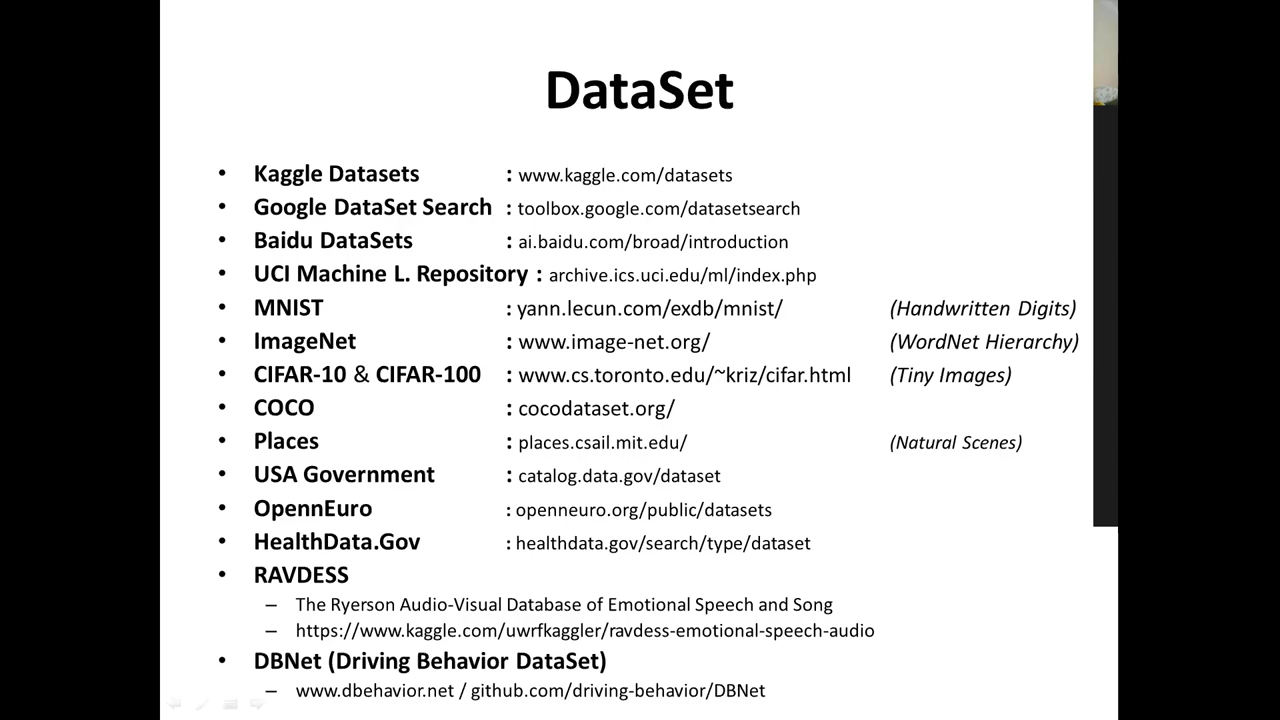 DataSet
• Kaggle Datasets : www.kaggle.com/datasets
• Google DataSet Search : toolbox.google.com/datasetsearch
• Baidu DataSets : ai.baidu.com/broad/introduction
• UCI Machine L. Repository : archive.ics.uci.edu/ml/index.php
• MNIST : yann.lecun.com/exdb/mnist/ (Handwritten Digits)
• ImageNet : www.image-net.org/ (WordNet Hierarchy)
• CIFAR-10 & CIFAR-100 : www.cs.toronto.edu/~kriz/cifar.html (Tiny Images)
• COCO : cocodataset.org/
• Places : places.csail.mit.edu/ (Natural Scenes)
• USA Government : catalog.data.gov/dataset
• OpennEuro : openneuro.org/public/datasets
• HealthData.Gov : healthdata.gov/search/type/dataset
• RAVDESS
– The Ryerson Audio-Visual Database of Emotional Speech and Song
– https://www.kaggle.com/uwrfkaggler/ravdess-emotional-speech-audio
• DBNet (Driving Behavior DataSet)
– www.dbehavior.net / github.com/driving-behavior/DBNet